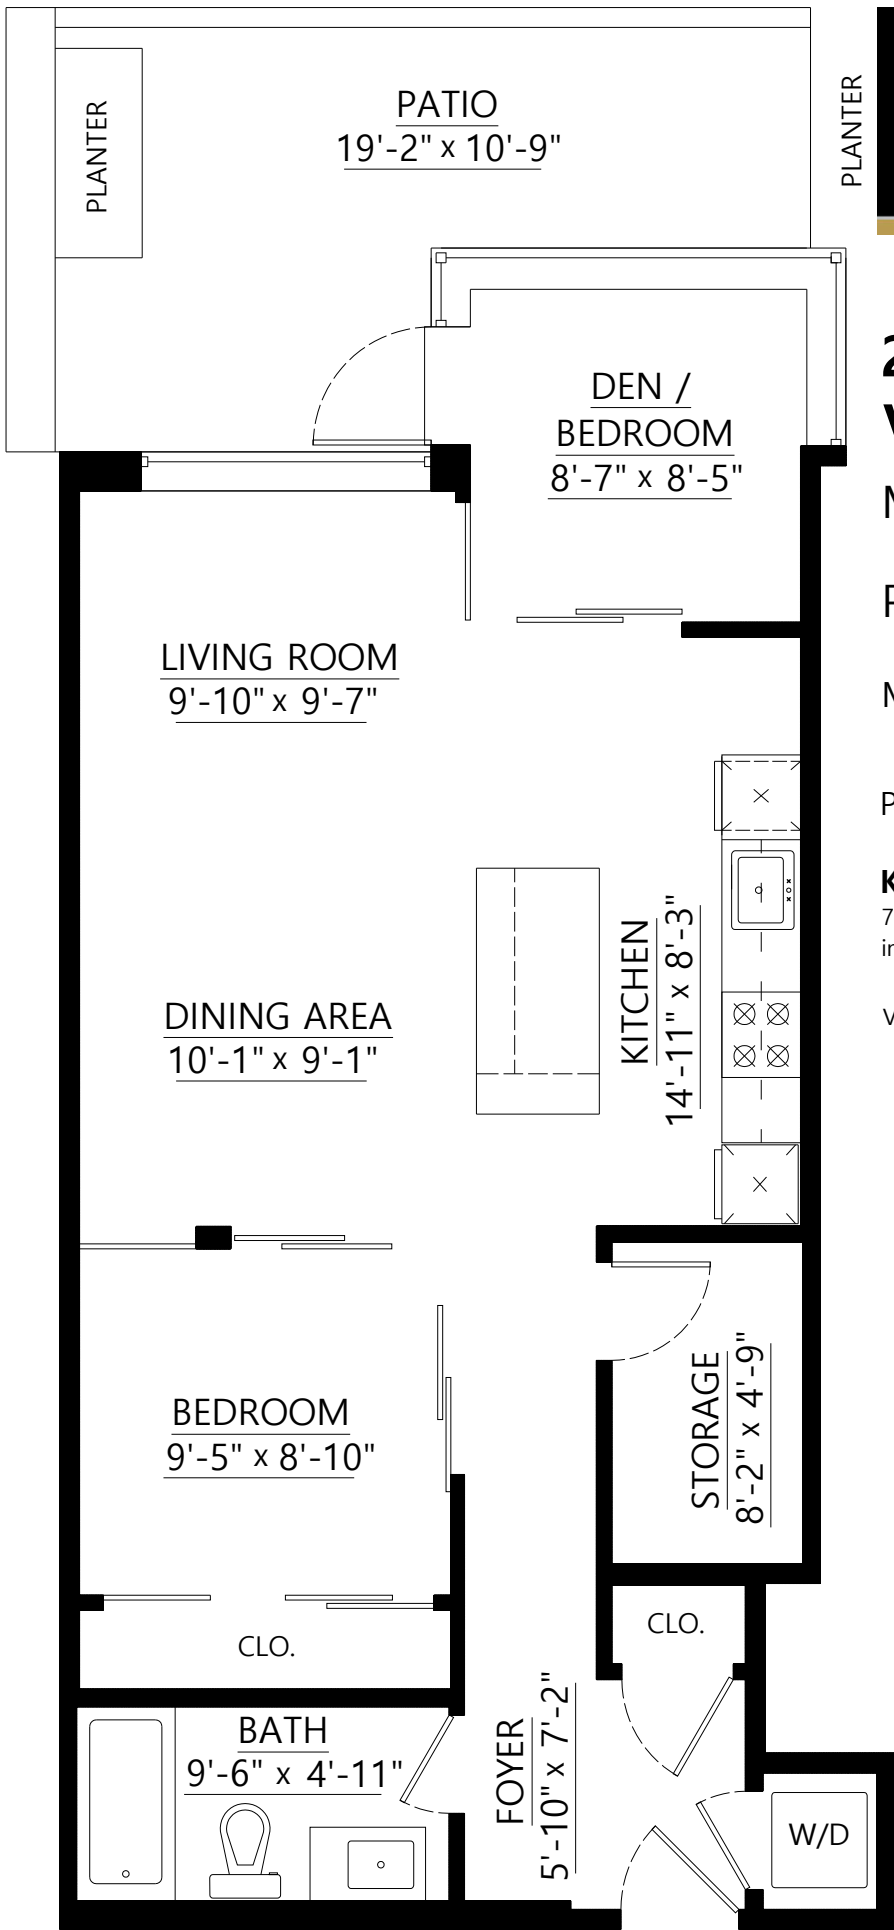 PATIO
19'-2" x 10'-9"
PLANTER
PLANTER
DEN /
BEDROOM
8'-7" x 8'-5"
LIVING ROOM
9'-10" x 9'-7"
KITCHEN
14'-11" x 8'-3"
DINING AREA
10'-1" x 9'-1"
BEDROOM
9'-5" x 8'-10"
STORAGE
8'-2" x 4'-9"
CLO.
CLO.
BATH
9'-6" x 4'-11"
FOYER
5'-10" x 7'-2"
W/D